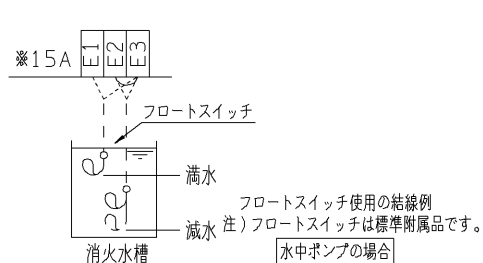 ※15A
E1 E2 E3
フロートスイッチ
満水
減水
消火水槽
フロートスイッチ使用の結線例
注）フロートスイッチは標準附属品です。
水中ポンプの場合